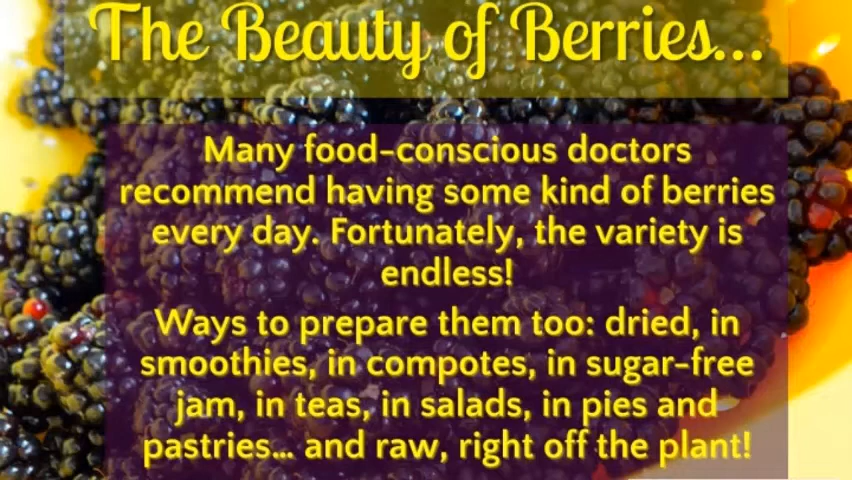 The Beauty of Berries...
Many food-conscious doctors
recommend having some kind of berries
every day. Fortunately, the variety is
endless!
Ways to prepare them too: dried, in
smoothies, in compotes, in sugar-free
jam, in teas, in salads, in pies and
pastries... and raw, right off the plant!